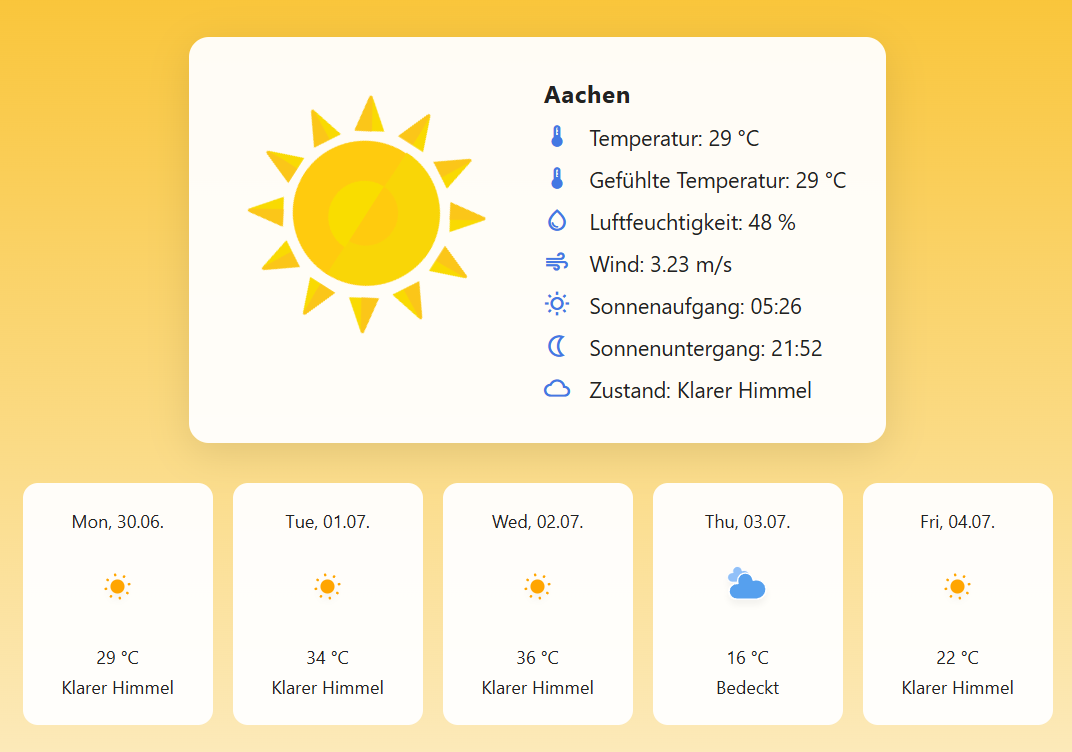 Aachen
Temperatur: 29 °C
Gefühlte Temperatur: 29 °C
Luftfeuchtigkeit: 48 %
Wind: 3.23 m/s
Sonnenaufgang: 05:26
Sonnenuntergang: 21:52
Zustand: Klarer Himmel
Mon, 30.06.
29 °C
Klarer Himmel
Tue, 01.07.
34 °C
Klarer Himmel
Wed, 02.07.
36 °C
Klarer Himmel
Thu, 03.07.
16 °C
Bedeckt
Fri, 04.07.
22 °C
Klarer Himmel